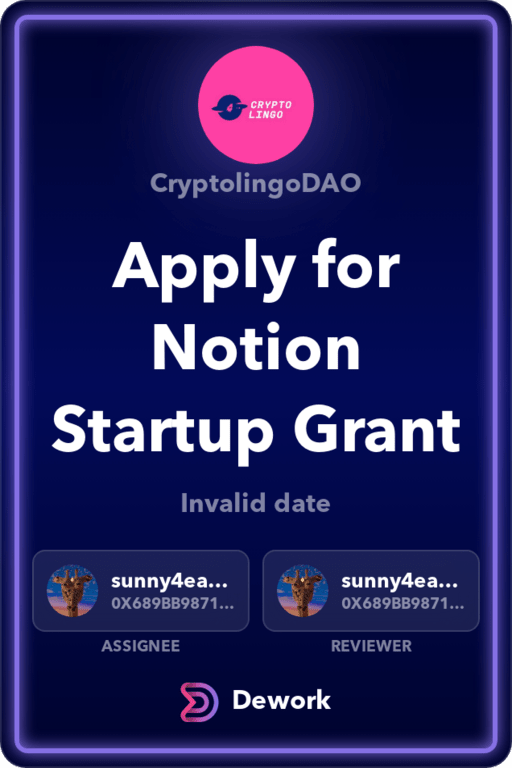 CRYPTO
LINGO
CryptolingoDAO
Apply for
Notion
Startup Grant
Invalid date
sunny4ea...
0X689BB9871...
ASSIGNEE
sunny4ea...
0X689BB9871...
REVIEWER
Dework